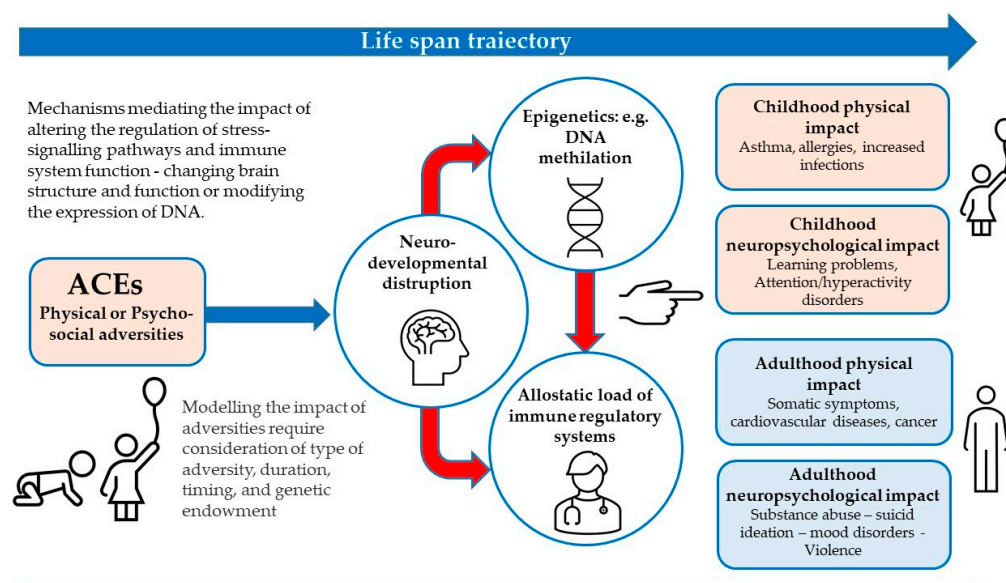 Life span traiectory
Mechanisms mediating the impact of
altering the regulation of stress-
signalling pathways and immune
system function - changing brain
structure and function or modifying
the expression of DNA.
ACEs
Physical or Psycho-
social adversities
Modelling the impact of
adversities require
consideration of type of
adversity, duration,
timing, and genetic
endowment
Neuro-
developmental
distruption
Epigenetics: e.g.
DNA
methilation
Allostatic load of
immune regulatory
systems
Childhood physical
impact
Asthma, allergies, increased
infections
Childhood
neuropsychological impact
Learning problems,
Attention/hyperactivity
disorders
Adulthood physical
impact
Somatic symptoms,
cardiovascular diseases, cancer
Adulthood
neuropsychological impact
Substance abuse – suicid
ideation – mood disorders -
Violence